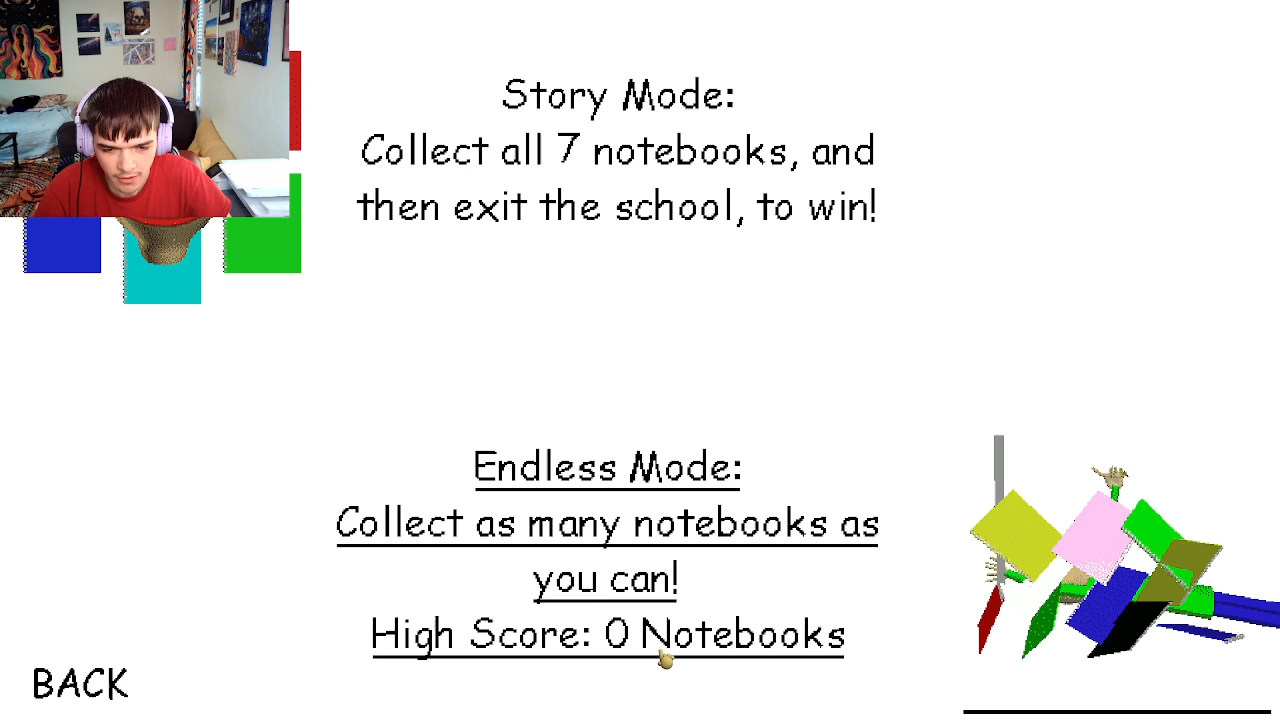 Story Mode:
Collect all 7 notebooks, and
then exit the school, to win!
Endless Mode:
Collect as many notebooks as
you can!
High Score: 0 Notebooks
BACK